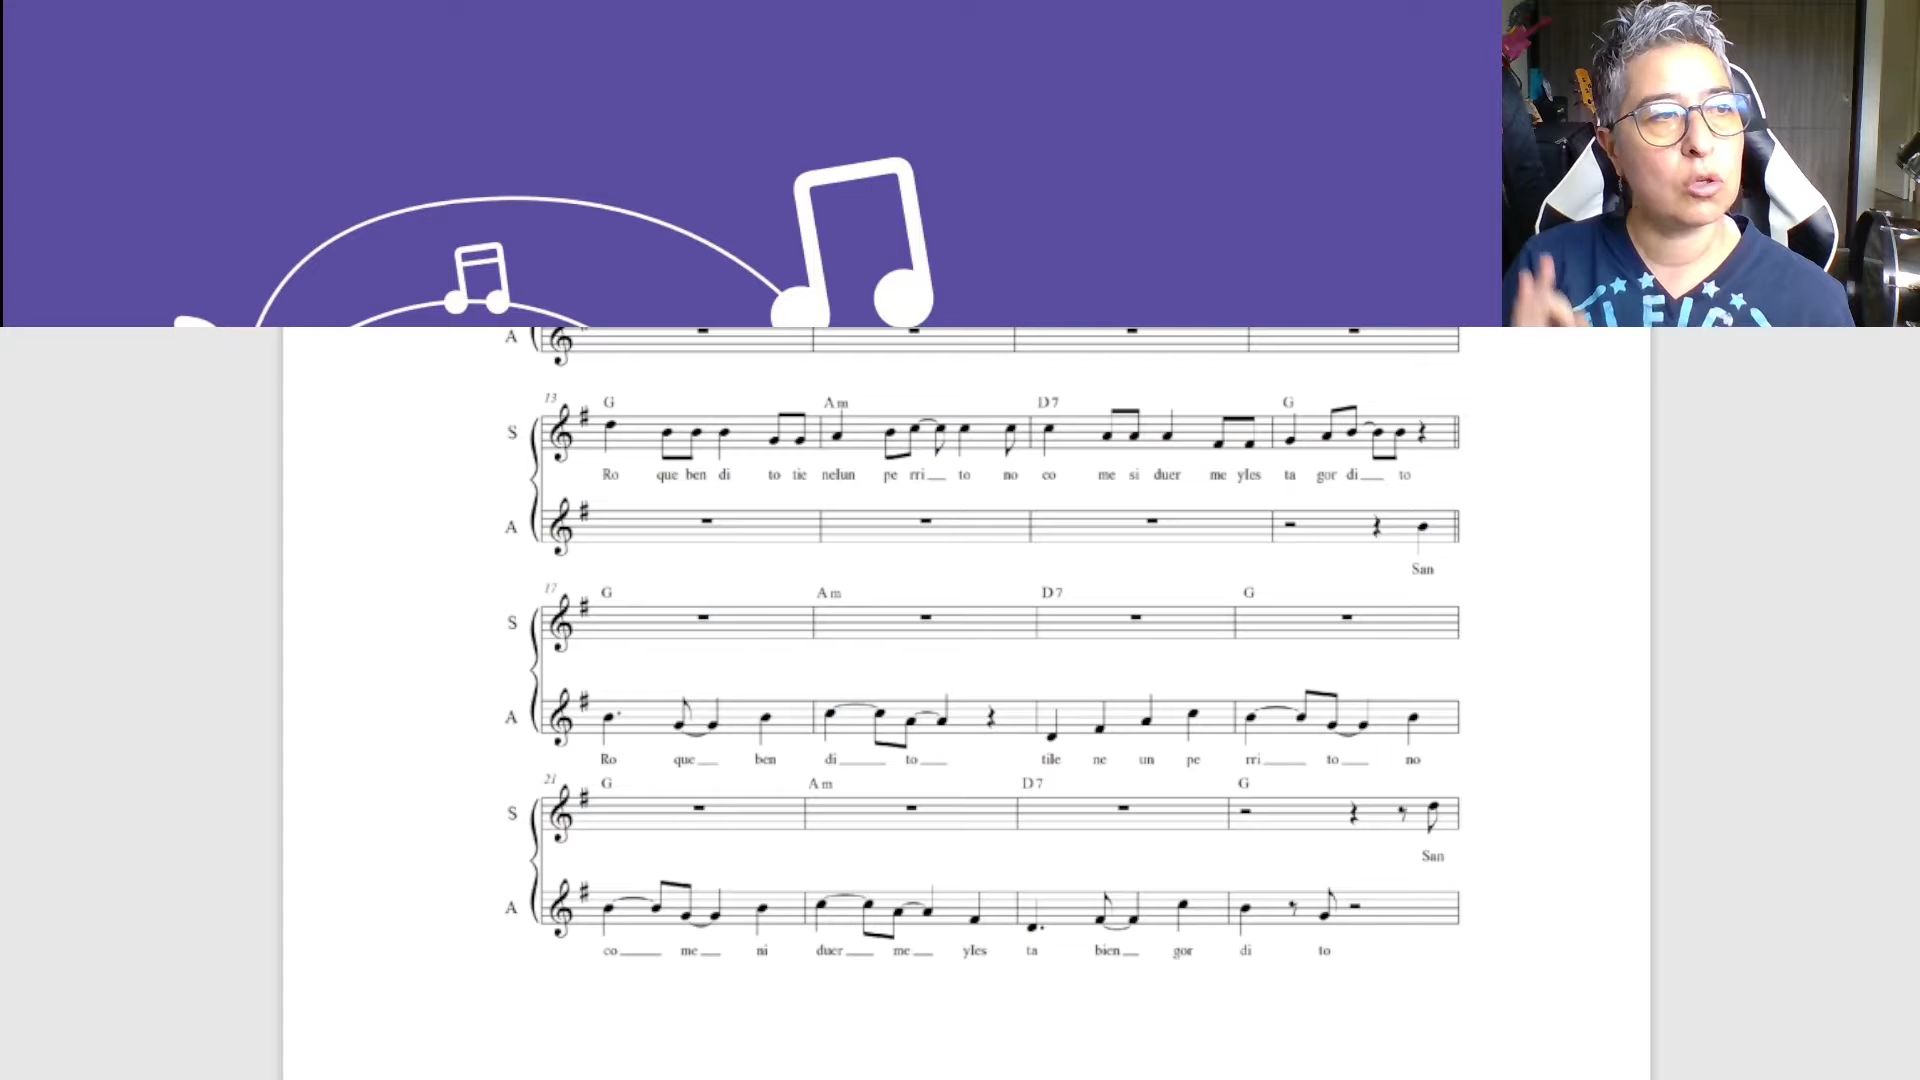 A
13 G Am D7 G
S
Ro que ben di to tie nelun pe rri to no co me si duer me yles ta gor di to
A
San
17 G Am D7 G
S
A
Ro que ben di to tile ne un pe rri to no
21 G Am D7 G
S
San
A
co me ni duer me yles ta bien gor di to